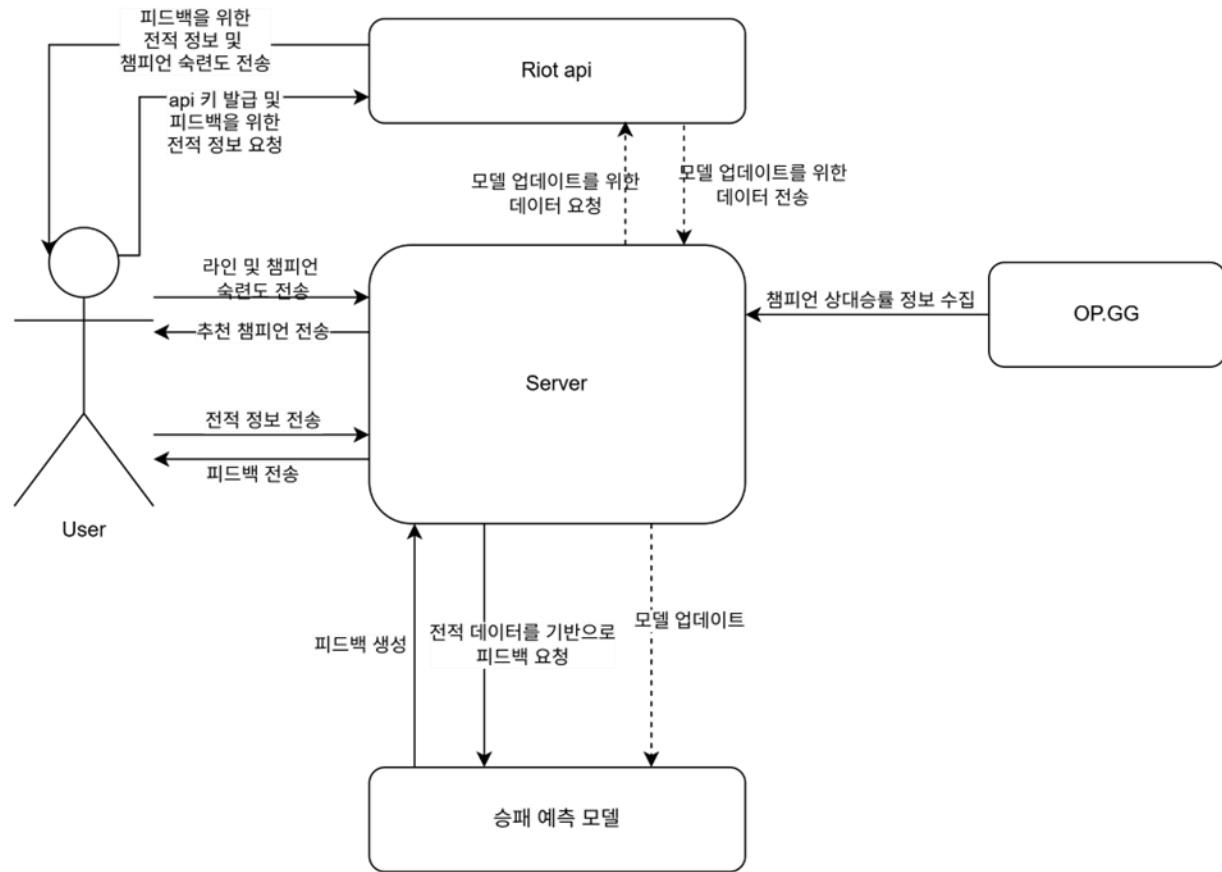 피드백을 위한
전적 정보 및
챔피언 숙련도 전송
Riot api
api 키 발급 및
피드백을 위한
전적 정보 요청
모델 업데이트를 위한
데이터 요청
모델 업데이트를 위한
데이터 전송
라인 및 챔피언
숙련도 전송
추천 챔피언 전송
Server
챔피언 상대승률 정보 수집
OP.GG
전적 정보 전송
피드백 전송
User
피드백 생성
전적 데이터를 기반으로
피드백 요청
모델 업데이트
승패 예측 모델